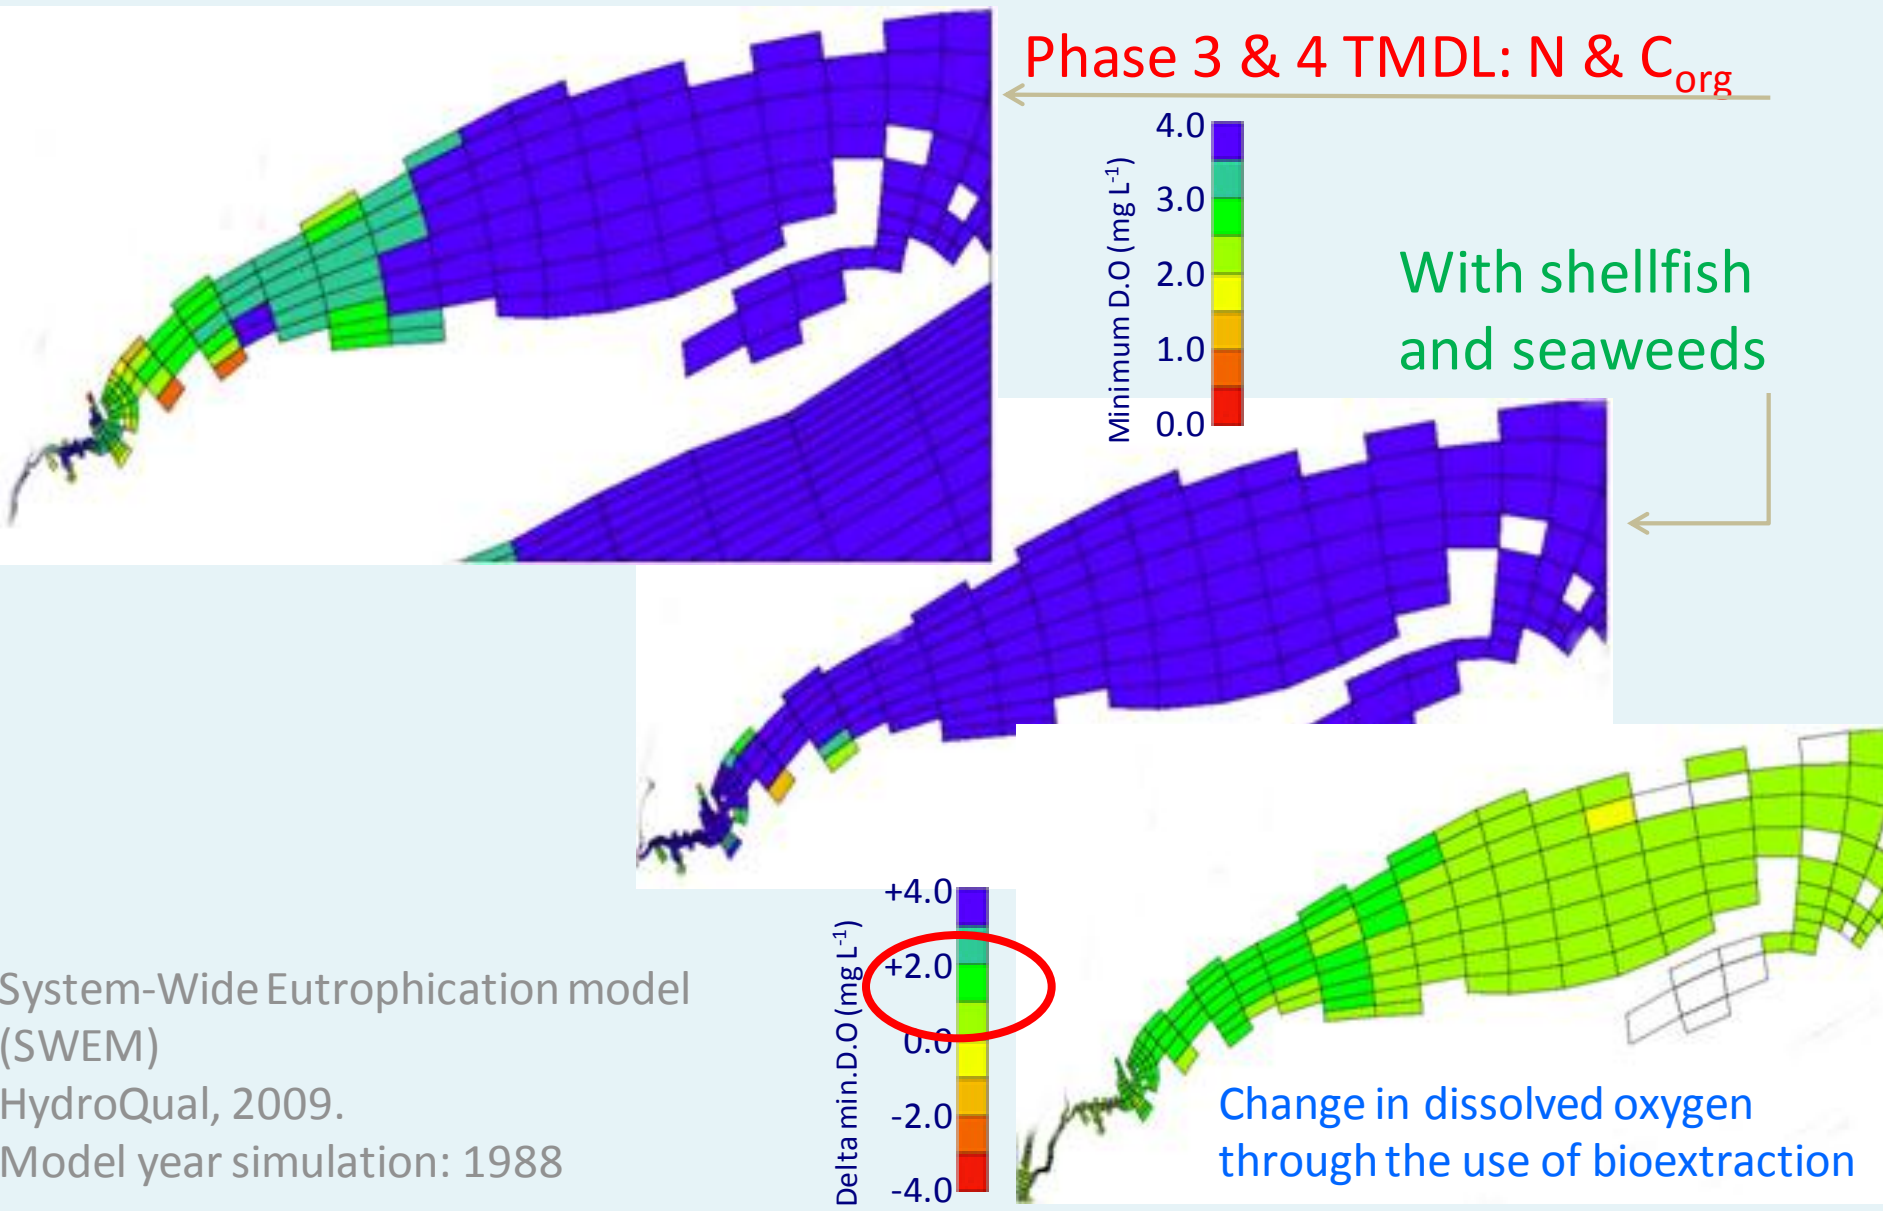 Phase 3 & 4 TMDL: N & Corg
4.0
3.0
2.0
1.0
0.0
Minimum D.O (mg L-1)
With shellfish
and seaweeds
+4.0
+2.0
0.0
-2.0
-4.0
Delta min.D.O (mg L-1)
System-Wide Eutrophication model
(SWEM)
HydroQual, 2009.
Model year simulation: 1988
Change in dissolved oxygen
through the use of bioextraction